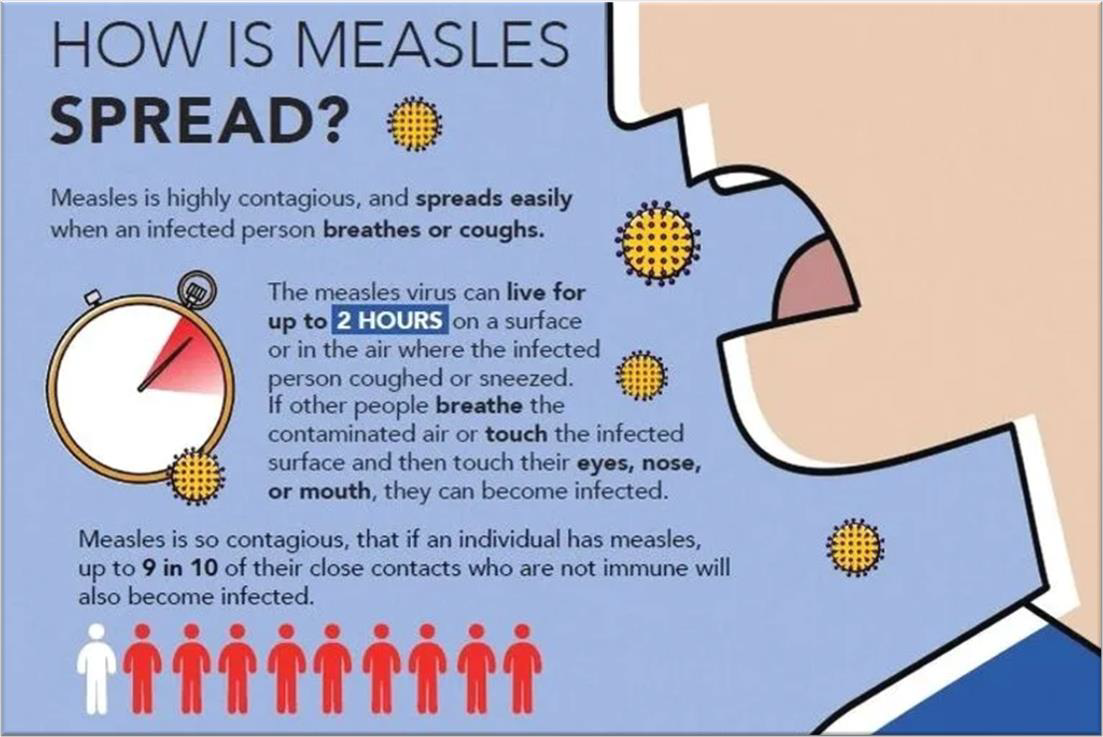 HOW IS MEASLES
SPREAD?
Measles is highly contagious, and spreads easily
when an infected person breathes or coughs.
The measles virus can live for
up to 2 HOURS on a surface
or in the air where the infected
person coughed or sneezed.
If other people breathe the
contaminated air or touch the infected
surface and then touch their eyes, nose,
or mouth, they can become infected.
Measles is so contagious, that if an individual has measles,
up to 9 in 10 of their close contacts who are not immune will
also become infected.